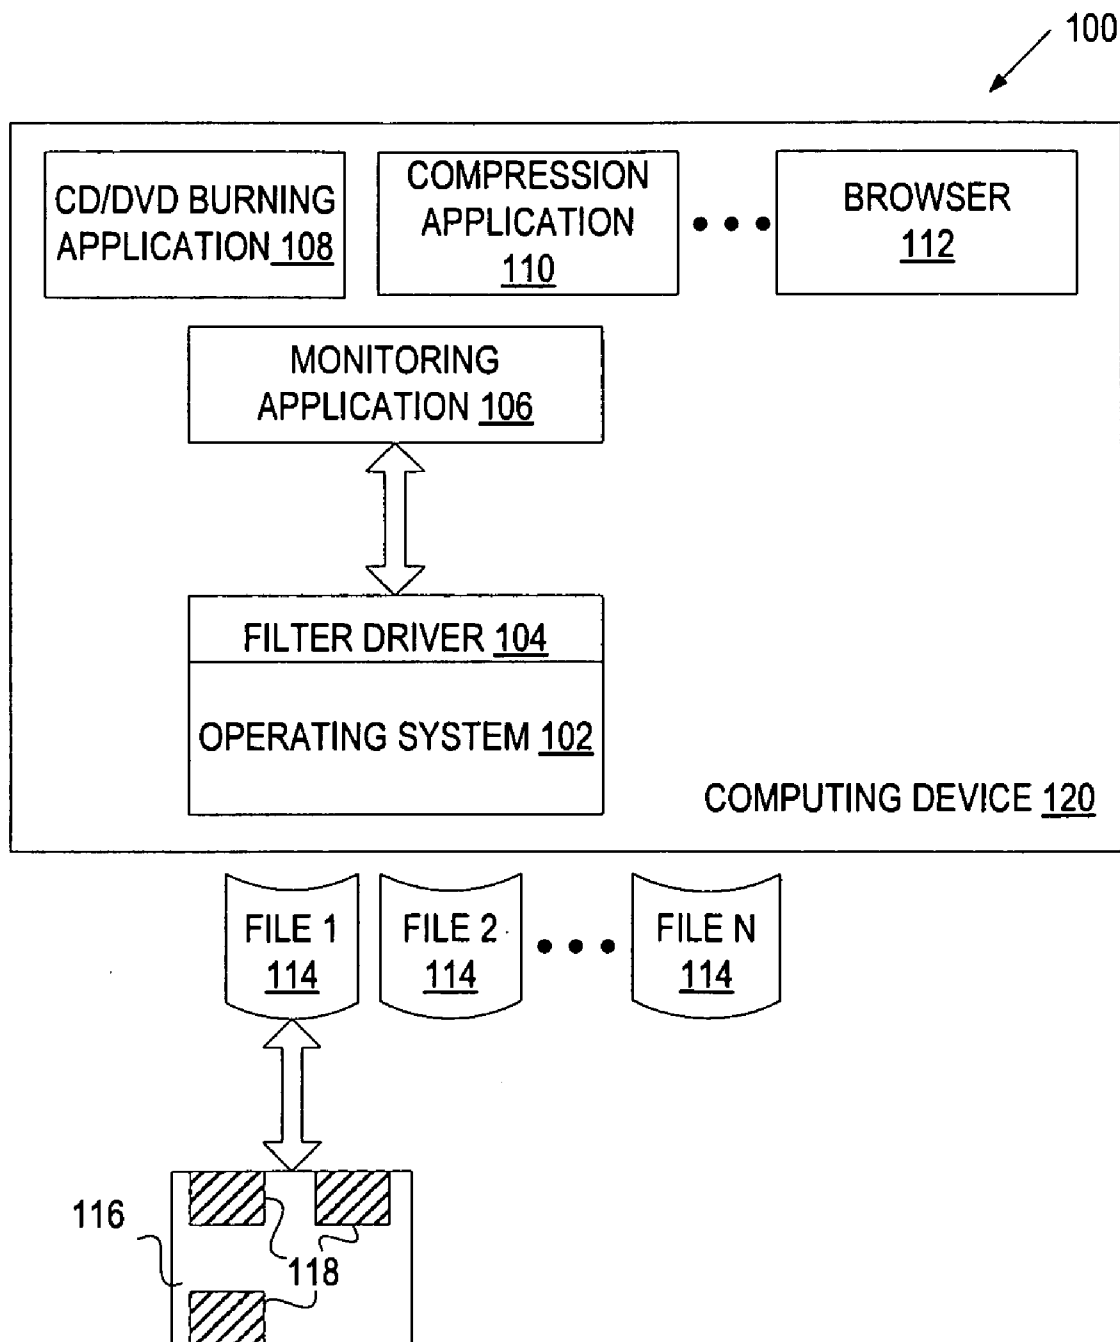 100
CD/DVD BURNING
APPLICATION 108
COMPRESSION
APPLICATION
110
BROWSER
112
MONITORING
APPLICATION 106
FILTER DRIVER 104
OPERATING SYSTEM 102
COMPUTING DEVICE 120
FILE 1
114
FILE 2
114
FILE N
114
116
118